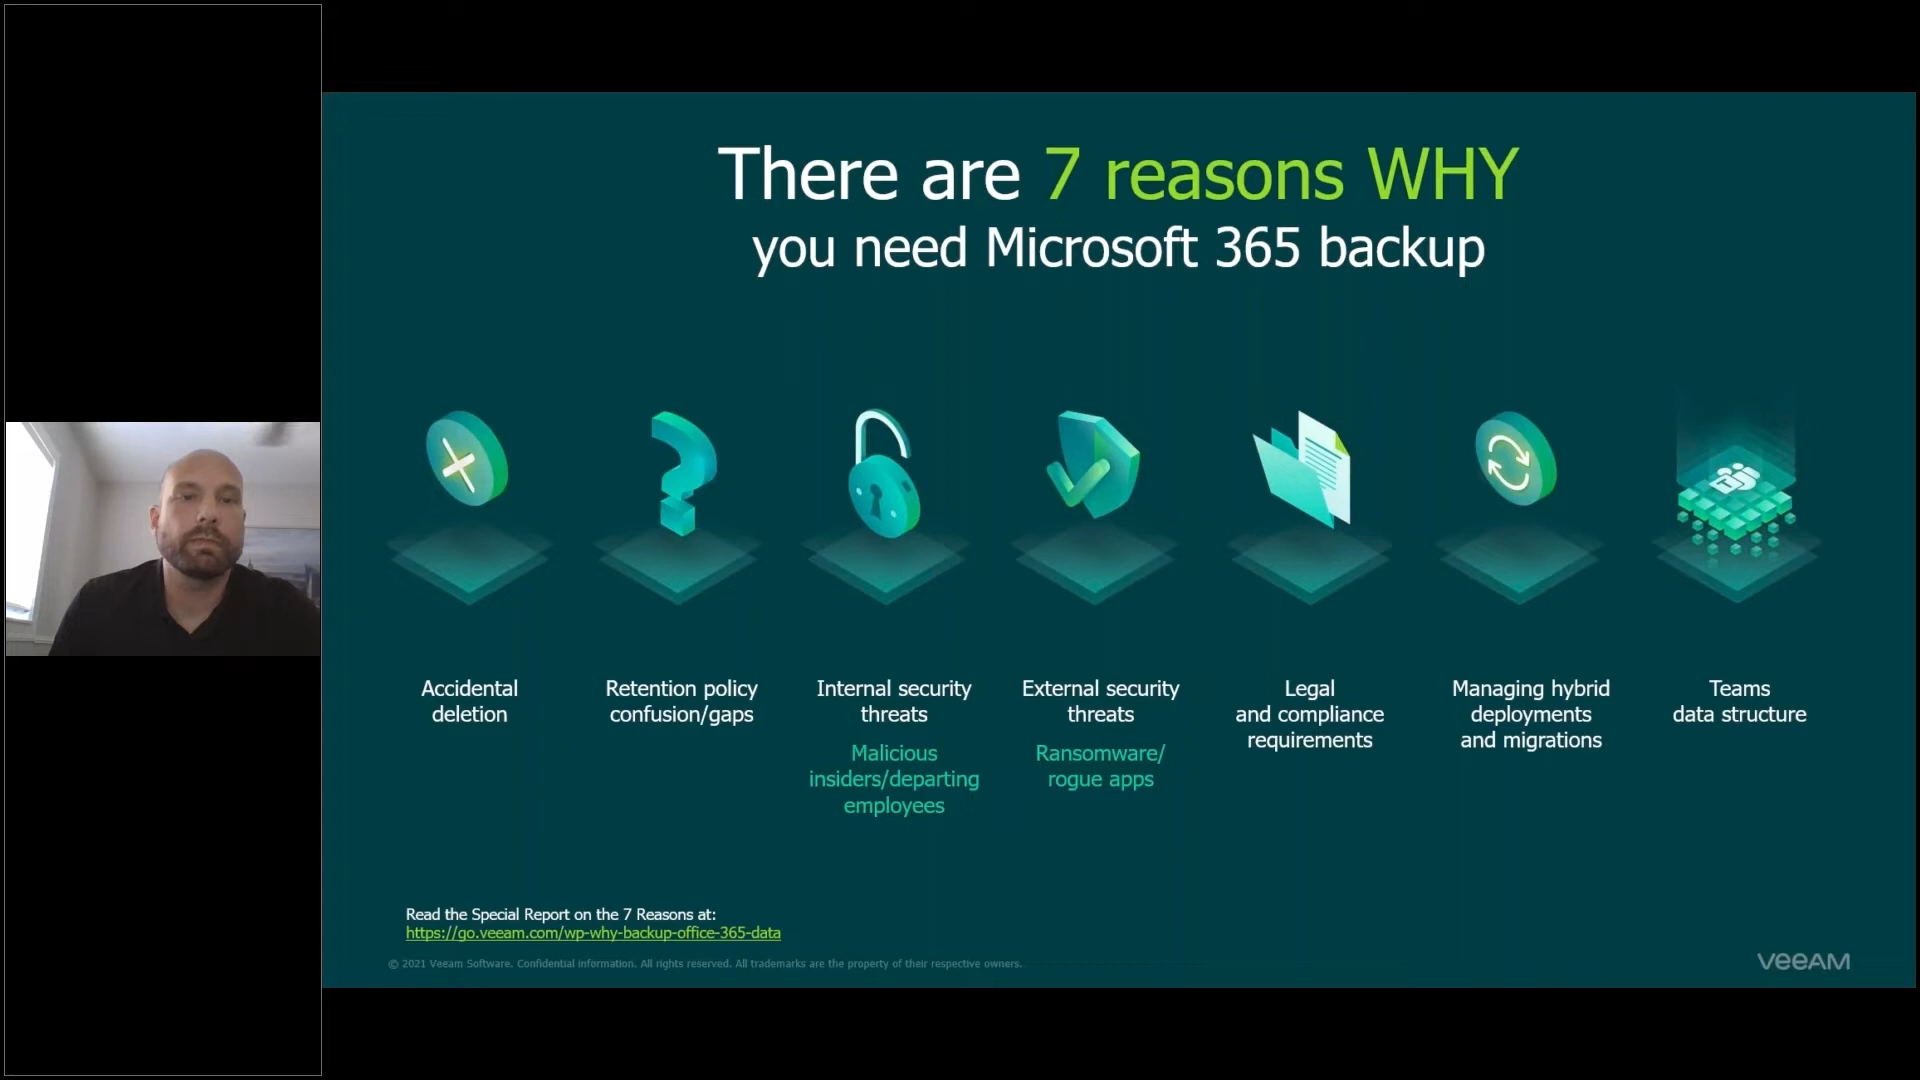 There are 7 reasons WHY
you need Microsoft 365 backup
Accidental
deletion
Retention policy
confusion/gaps
Internal security
threats
Malicious
insiders/departing
employees
External security
threats
Ransomware/
rogue apps
Legal
and compliance
requirements
Managing hybrid
deployments
and migrations
Teams
data structure
Read the Special Report on the 7 Reasons at:
https://go.veeam.com/wp-why-backup-office-365-data
© 2021 Veeam Software. Confidential information. All rights reserved. All trademarks are the property of their respective owners.
veeAM